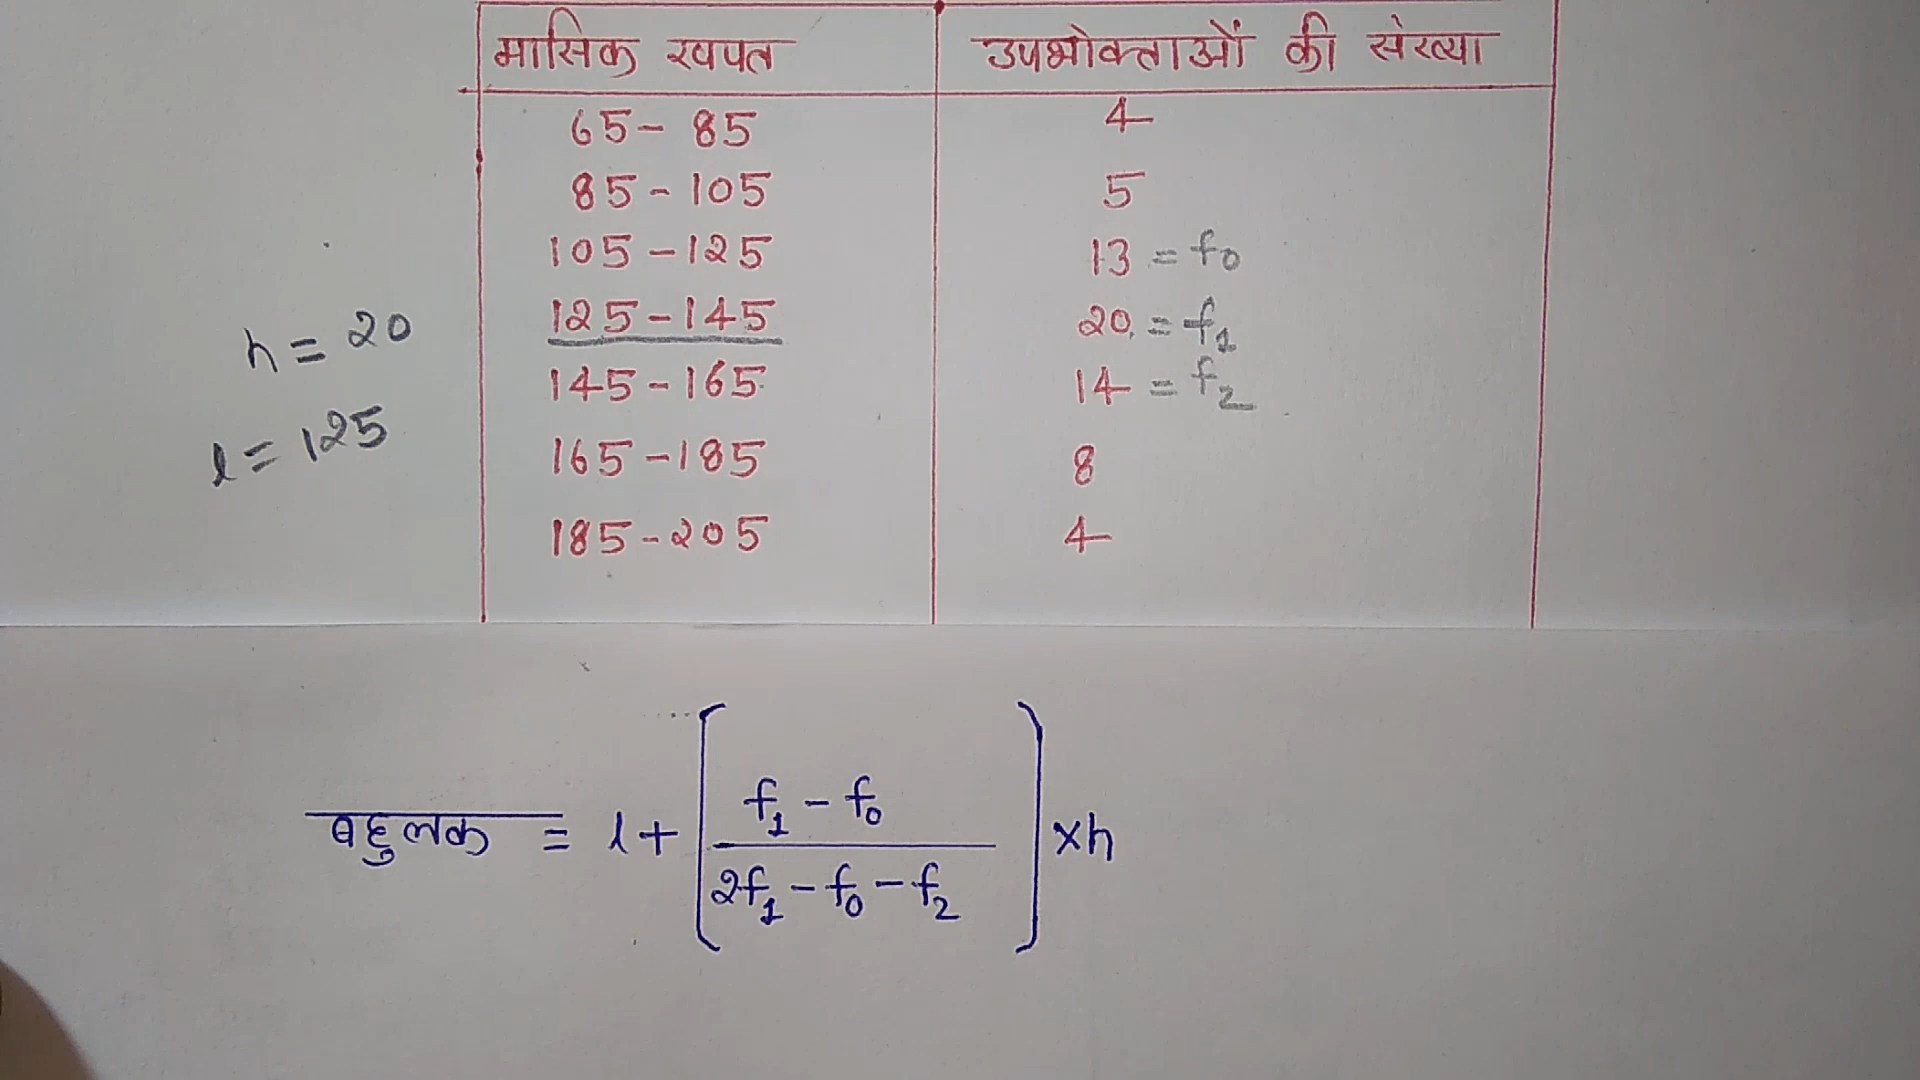 मासिक खपत उपभोक्ताओं की संख्या
65 - 85 4
85 - 105 5
105 - 125 13 = f₀
125 - 145 20 = f₁
145 - 165 14 = f₂
165 - 185 8
185 - 205 4
h = 20
l = 125
बहुलक = l + [ (f₁ - f₀) / (2f₁ - f₀ - f₂) ] × h